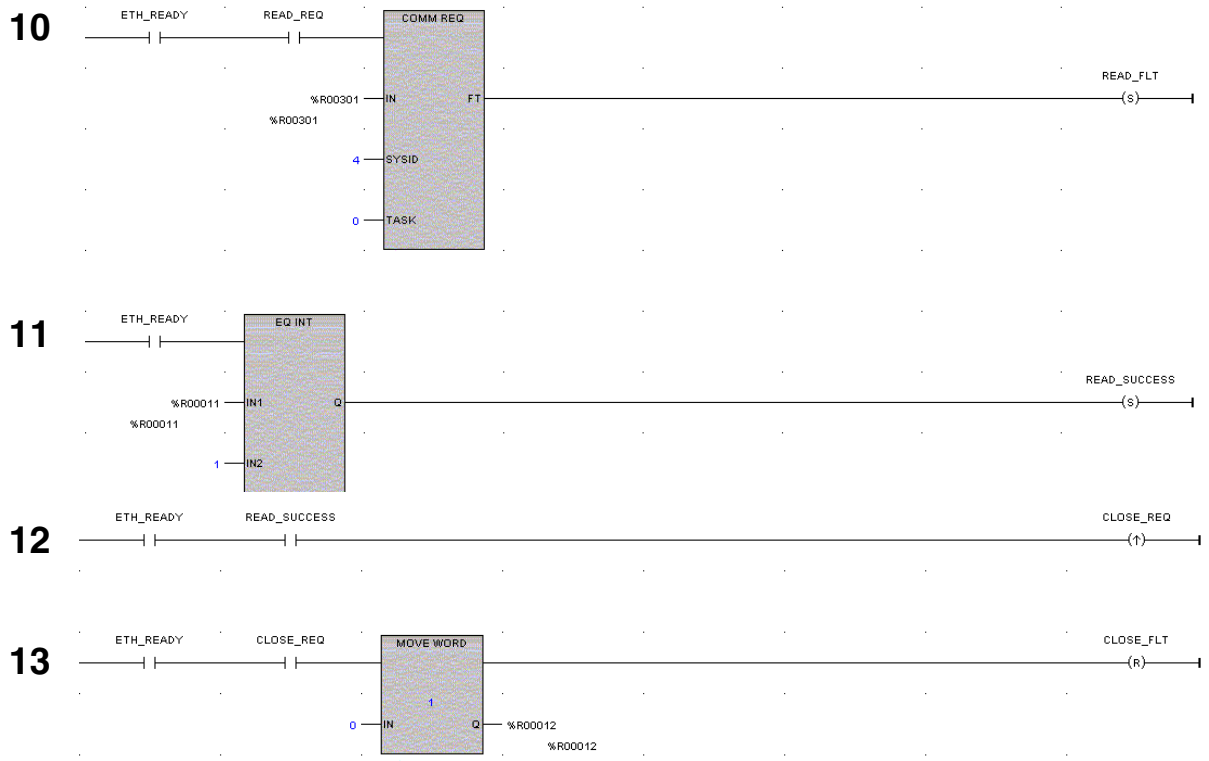 10
ETH_READY READ_REQ COMM REQ
READ_FLT
%R00301 IN FT (S)
%R00301
4 SYSID
0 TASK
11
ETH_READY EQ INT
READ_SUCCESS
%R00011 IN1 Q (S)
%R00011
1 IN2
12
ETH_READY READ_SUCCESS CLOSE_REQ
(↑)
13
ETH_READY CLOSE_REQ MOVE WORD CLOSE_FLT
(R)
1
0 IN Q %R00012
%R00012